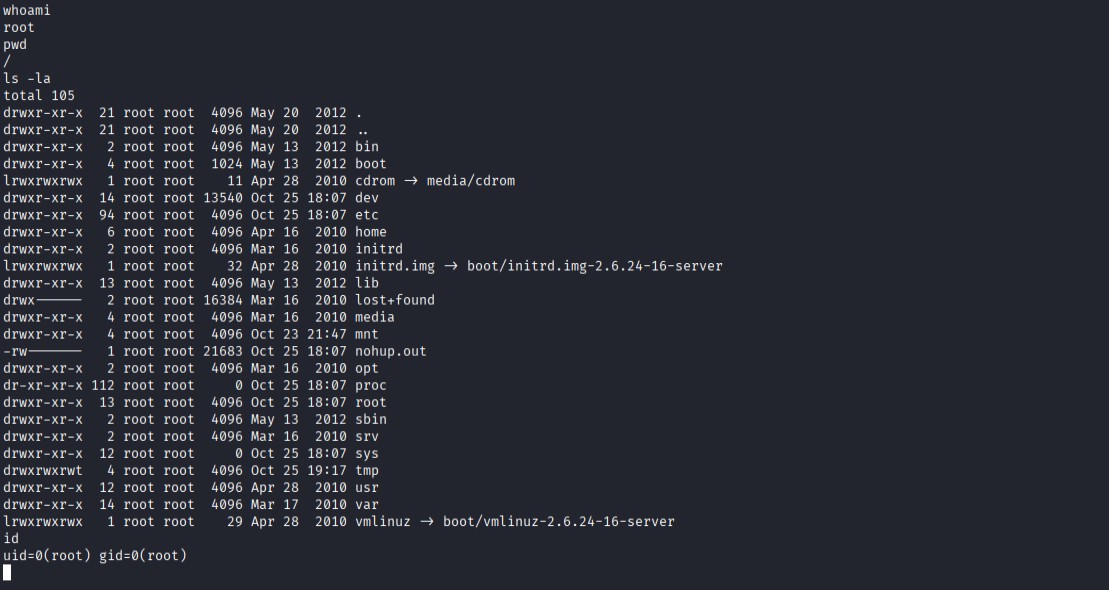 whoami
root
pwd
/
ls -la
total 105
drwxr-xr-x  21 root root  4096 May 20  2012 .
drwxr-xr-x  21 root root  4096 May 20  2012 ..
drwxr-xr-x   2 root root  4096 May 13  2012 bin
drwxr-xr-x   4 root root  1024 May 13  2012 boot
lrwxrwxrwx   1 root root    11 Apr 28  2010 cdrom -> media/cdrom
drwxr-xr-x  14 root root 13540 Oct 25 18:07 dev
drwxr-xr-x  94 root root  4096 Oct 25 18:07 etc
drwxr-xr-x   6 root root  4096 Apr 16  2010 home
drwxr-xr-x   2 root root  4096 Mar 16  2010 initrd
lrwxrwxrwx   1 root root    32 Apr 28  2010 initrd.img -> boot/initrd.img-2.6.24-16-server
drwxr-xr-x  13 root root  4096 May 13  2012 lib
drwx------   2 root root 16384 Mar 16  2010 lost+found
drwxr-xr-x   4 root root  4096 Mar 16  2010 media
drwxr-xr-x   4 root root  4096 Oct 23 21:47 mnt
-rw-------   1 root root 21683 Oct 25 18:07 nohup.out
drwxr-xr-x   2 root root  4096 Mar 16  2010 opt
dr-xr-xr-x 112 root root     0 Oct 25 18:07 proc
drwxr-xr-x  13 root root  4096 Oct 25 18:07 root
drwxr-xr-x   2 root root  4096 May 13  2012 sbin
drwxr-xr-x   2 root root  4096 Mar 16  2010 srv
drwxr-xr-x  12 root root     0 Oct 25 18:07 sys
drwxrwxrwt   4 root root  4096 Oct 25 19:17 tmp
drwxr-xr-x  12 root root  4096 Apr 28  2010 usr
drwxr-xr-x  14 root root  4096 Mar 17  2010 var
lrwxrwxrwx   1 root root    29 Apr 28  2010 vmlinuz -> boot/vmlinuz-2.6.24-16-server
id
uid=0(root) gid=0(root)